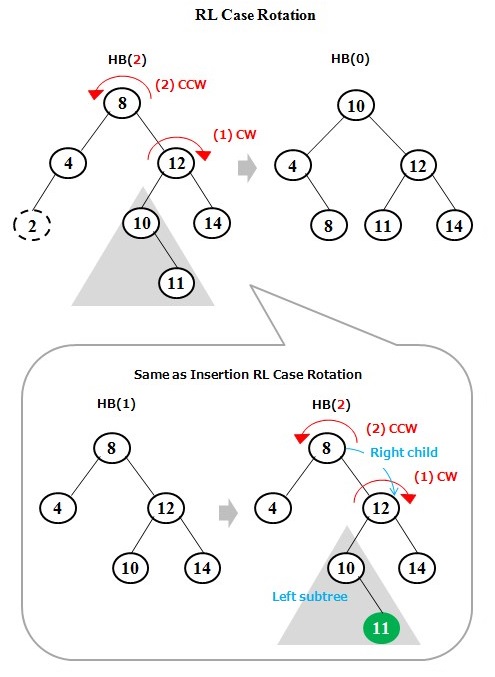 RL Case Rotation
HB(2)
HB(0)
(2) CCW
8
10
(1) CW
4
12
4
12
2
10
14
8
11
14
11
Same as Insertion RL Case Rotation
HB(1)
HB(2)
(2) CCW
8
8
Right child
(1) CW
4
12
4
12
10
14
10
14
Left subtree
11